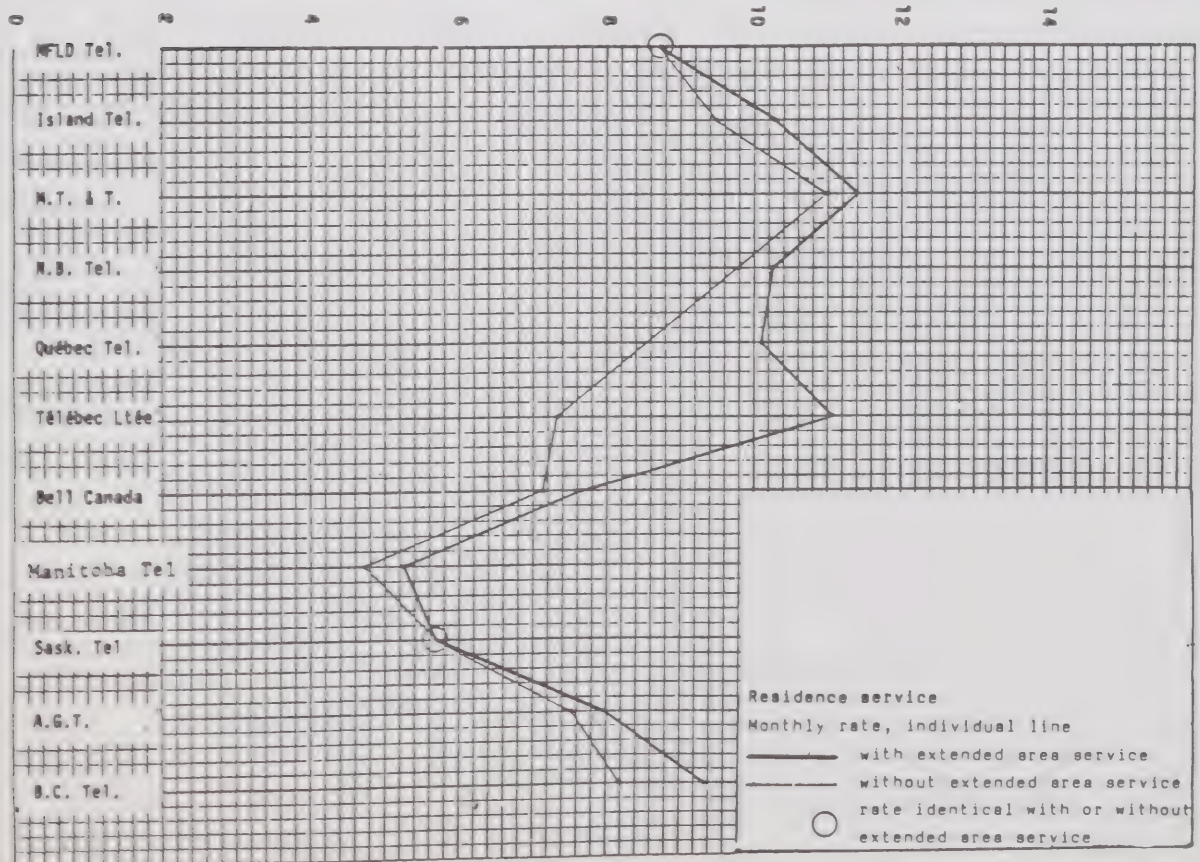 0 2 4 6 8 10 12 14
NFLD Tel.
Island Tel.
M.T. & T.
N.B. Tel.
Québec Tel.
Télébec Ltée
Bell Canada
Manitoba Tel
Sask. Tel
A.G.T.
B.C. Tel.
Residence service
Monthly rate, individual line
with extended area service
without extended area service
rate identical with or without
extended area service